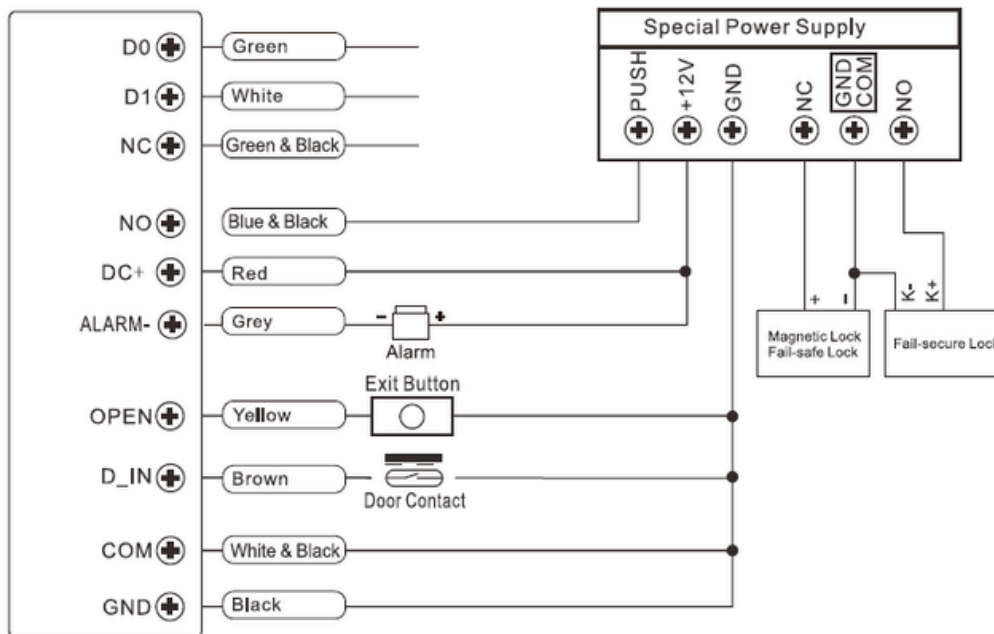 Special Power Supply
PUSH
+12V
GND
NC
GND
COM
NO
D0 Green
D1 White
NC Green & Black
NO Blue & Black
DC+ Red
ALARM- Grey
- +
Alarm
Exit Button
OPEN Yellow
D_IN Brown
Door Contact
COM White & Black
GND Black
+ -
K- K+
Magnetic Lock
Fail-safe Lock
Fail-secure Lock